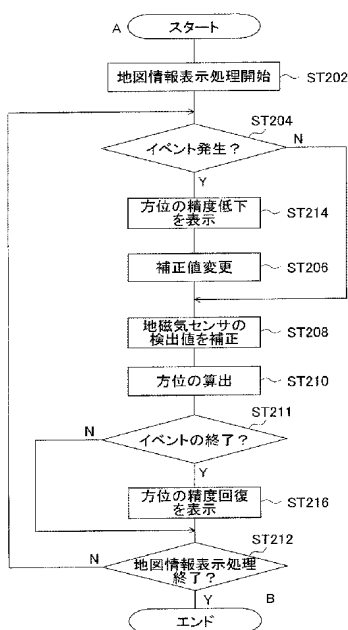 A
スタート
地図情報表示処理開始
ST202
ST204
イベント発生?
N
Y
方位の精度低下
を表示
ST214
補正値変更
ST206
地磁気センサの
検出値を補正
ST208
方位の算出
ST210
ST211
N
イベントの終了?
Y
方位の精度回復
を表示
ST216
ST212
N
地図情報表示処理
終了?
Y
B
エンド